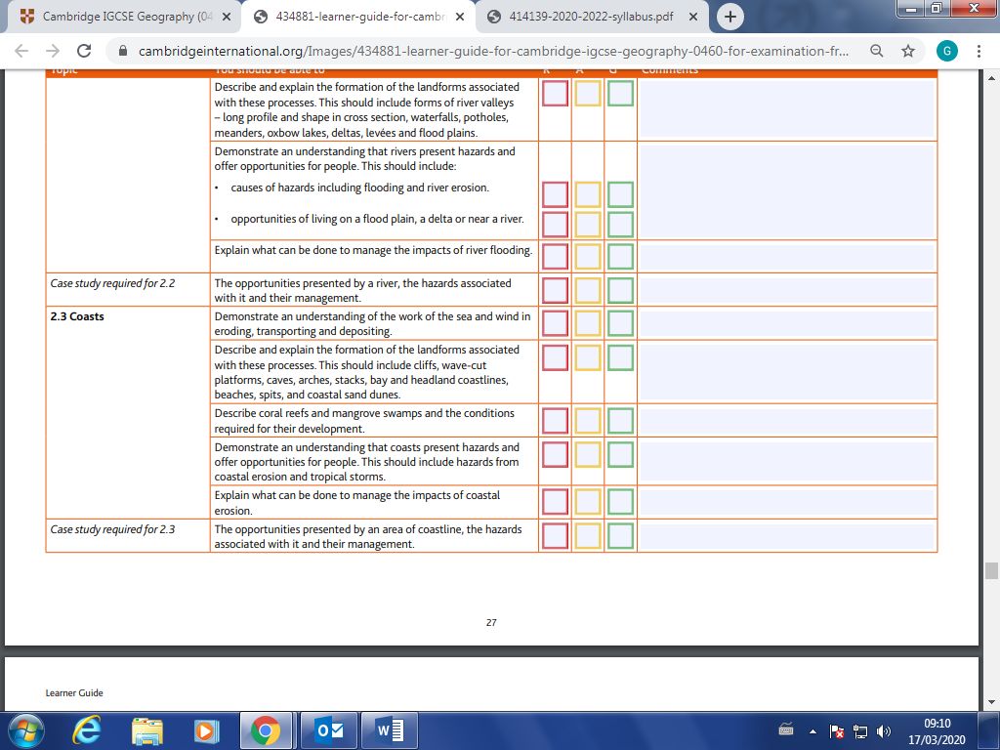 Cambridge IGCSE Geography (04
434881-learner-guide-for-cambr
414139-2020-2022-syllabus.pdf
cambridgeinternational.org/Images/434881-learner-guide-for-cambridge-igcse-geography-0460-for-examination-fr...
G
Topic You should be able to R A G Comments
Describe and explain the formation of the landforms associated
with these processes. This should include forms of river valleys
– long profile and shape in cross section, waterfalls, potholes,
meanders, oxbow lakes, deltas, levées and flood plains.
Demonstrate an understanding that rivers present hazards and
offer opportunities for people. This should include:
• causes of hazards including flooding and river erosion.
• opportunities of living on a flood plain, a delta or near a river.
Explain what can be done to manage the impacts of river flooding.
Case study required for 2.2
The opportunities presented by a river, the hazards associated
with it and their management.
2.3 Coasts
Demonstrate an understanding of the work of the sea and wind in
eroding, transporting and depositing.
Describe and explain the formation of the landforms associated
with these processes. This should include cliffs, wave-cut
platforms, caves, arches, stacks, bay and headland coastlines,
beaches, spits, and coastal sand dunes.
Describe coral reefs and mangrove swamps and the conditions
required for their development.
Demonstrate an understanding that coasts present hazards and
offer opportunities for people. This should include hazards from
coastal erosion and tropical storms.
Explain what can be done to manage the impacts of coastal
erosion.
Case study required for 2.3
The opportunities presented by an area of coastline, the hazards
associated with it and their management.
27
Learner Guide
09:10
17/03/2020